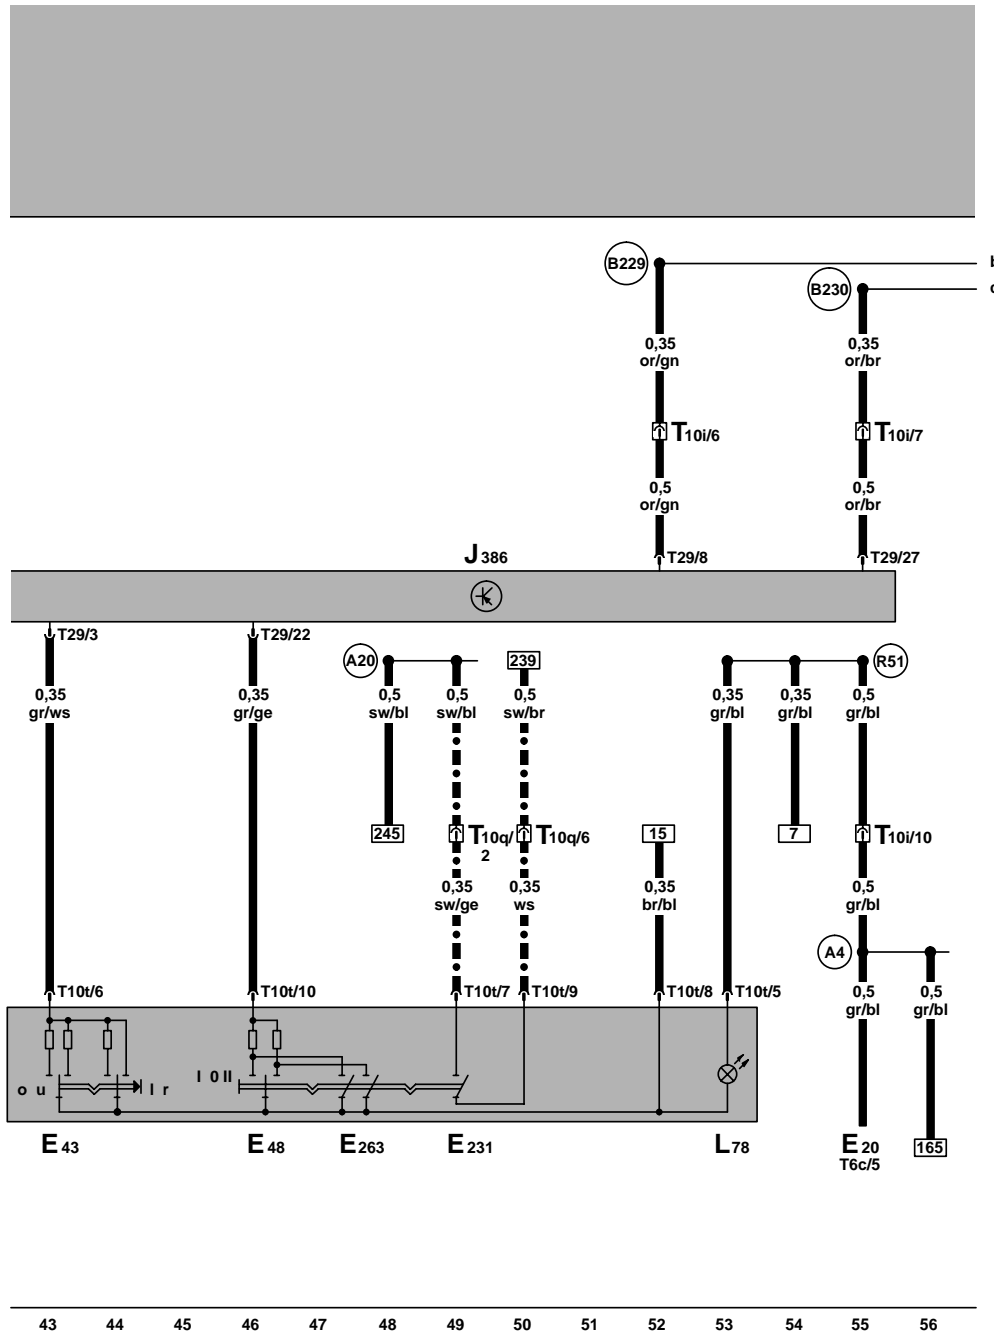 B229
b
B230
0,35
or/gn
0,35
or/br
T10i/6
T10i/7
0,5
or/gn
0,5
or/br
J386
T29/8
T29/27
T29/3
T29/22
A20
239
R51
0,35
gr/ws
0,35
gr/ge
0,5
sw/bl
0,5
sw/bl
0,5
sw/br
0,35
gr/bl
0,35
gr/bl
0,5
gr/bl
245
T10q/
2
T10q/6
15
7
T10i/10
0,35
sw/ge
0,35
ws
0,35
br/bl
0,5
gr/bl
A4
T10t/6
T10t/10
T10t/7
T10t/9
T10t/8
T10t/5
0,5
gr/bl
0,5
gr/bl
o u
l r
I 0 II
E43
E48
E263
E231
L78
E20
T6c/5
165
43 44 45 46 47 48 49 50 51 52 53 54 55 56